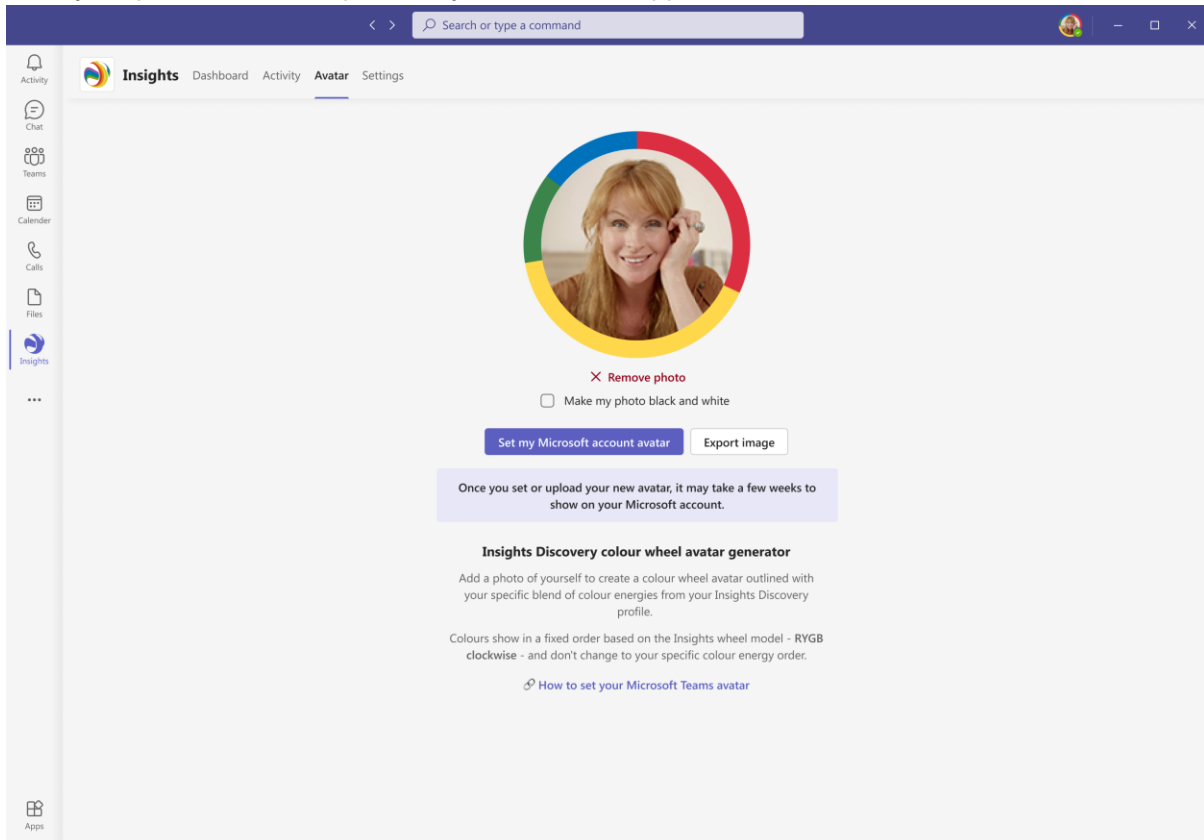 Search or type a command
Activity
Chat
Teams
Calender
Calls
Files
Insights
Apps
Insights Dashboard Activity Avatar Settings
Remove photo
Make my photo black and white
Set my Microsoft account avatar Export image
Once you set or upload your new avatar, it may take a few weeks to
show on your Microsoft account.
Insights Discovery colour wheel avatar generator
Add a photo of yourself to create a colour wheel avatar outlined with
your specific blend of colour energies from your Insights Discovery
profile.
Colours show in a fixed order based on the Insights wheel model - RYGB
clockwise - and don't change to your specific colour energy order.
How to set your Microsoft Teams avatar